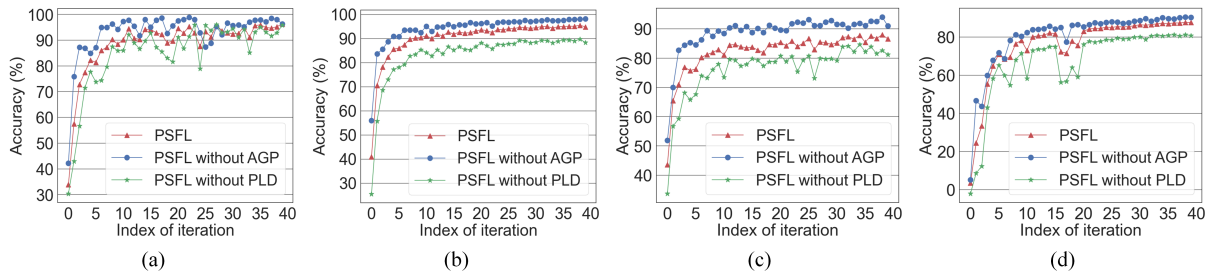 Accuracy (%)
100
90
80
70
60
50
40
30
PSFL
PSFL without AGP
PSFL without PLD
0 5 10 15 20 25 30 35 40
Index of iteration
(a)
Accuracy (%)
100
90
80
70
60
50
40
30
PSFL
PSFL without AGP
PSFL without PLD
0 5 10 15 20 25 30 35 40
Index of iteration
(b)
Accuracy (%)
90
80
70
60
50
40
PSFL
PSFL without AGP
PSFL without PLD
0 5 10 15 20 25 30 35 40
Index of iteration
(c)
Accuracy (%)
80
60
40
20
0
PSFL
PSFL without AGP
PSFL without PLD
0 5 10 15 20 25 30 35 40
Index of iteration
(d)